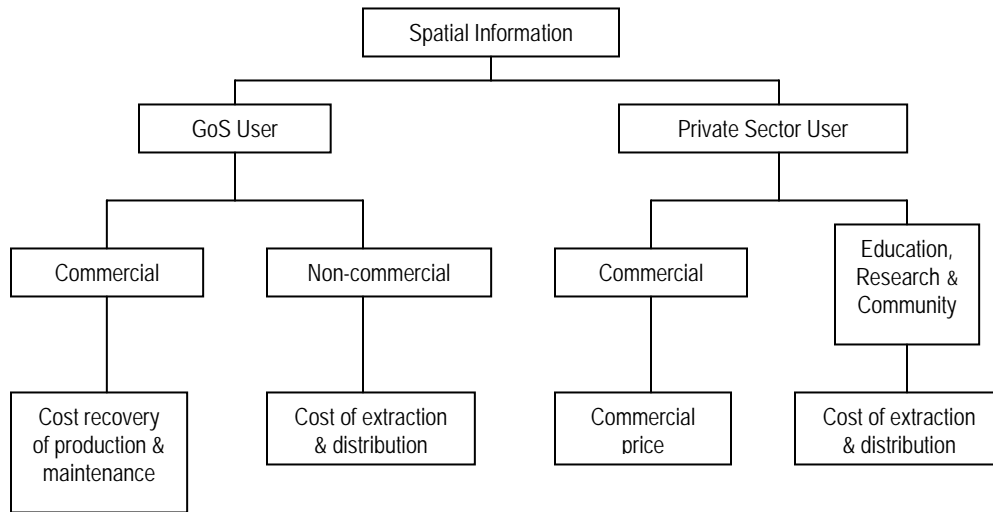 Spatial Information
GoS User
Private Sector User
Commercial
Non-commercial
Commercial
Education,
Research &
Community
Cost recovery
of production &
maintenance
Cost of extraction
& distribution
Commercial
price
Cost of extraction
& distribution